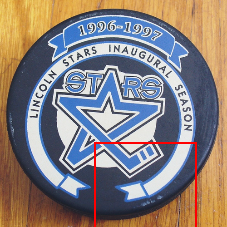 1996-1997
LINCOLN STARS INAUGURAL SEASON
STARS